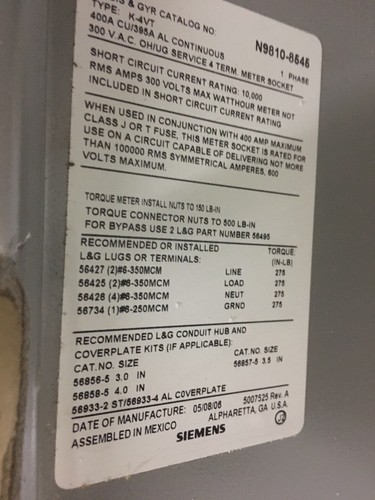 & GYR CATALOG NO:
N9810-8546
TYPE: K-4VT
400A CU/395A AL CONTINUOUS 1 PHASE
300 V.A.C. OH/UG SERVICE 4 TERM. METER SOCKET
SHORT CIRCUIT CURRENT RATING: 10,000
RMS AMPS 300 VOLTS MAX WATTHOUR METER NOT
INCLUDED IN SHORT CIRCUIT CURRENT RATING
WHEN USED IN CONJUNCTION WITH 400 AMP MAXIMUM
CLASS J OR T FUSE, THIS METER SOCKET IS RATED FOR
USE ON A CIRCUIT CAPABLE OF DELIVERING NOT MORE
THAN 100000 RMS SYMMETRICAL AMPERES, 600
VOLTS MAXIMUM.
TORQUE METER INSTALL NUTS TO 150 LB-IN
TORQUE CONNECTOR NUTS TO 500 LB-IN
FOR BYPASS USE 2 L&G PART NUMBER 56495
RECOMMENDED OR INSTALLED TORQUE:
L&G LUGS OR TERMINALS: (IN-LB)
56427 (2)#6-350MCM LINE 275
56425 (2)#6-350MCM LOAD 275
56426 (4)#6-350MCM NEUT 275
56734 (1)#6-250MCM GRND 275
RECOMMENDED L&G CONDUIT HUB AND
COVERPLATE KITS (IF APPLICABLE):
CAT.NO. SIZE CAT.NO. SIZE
56856-5 3.0 IN 56857-5 3.5 IN
56858-5 4.0 IN
56933-2 ST/56933-4 AL COVERPLATE
DATE OF MANUFACTURE: 05/08/06 5007525 Rev. A
ASSEMBLED IN MEXICO SIEMENS ALPHARETTA, GA U.S.A.